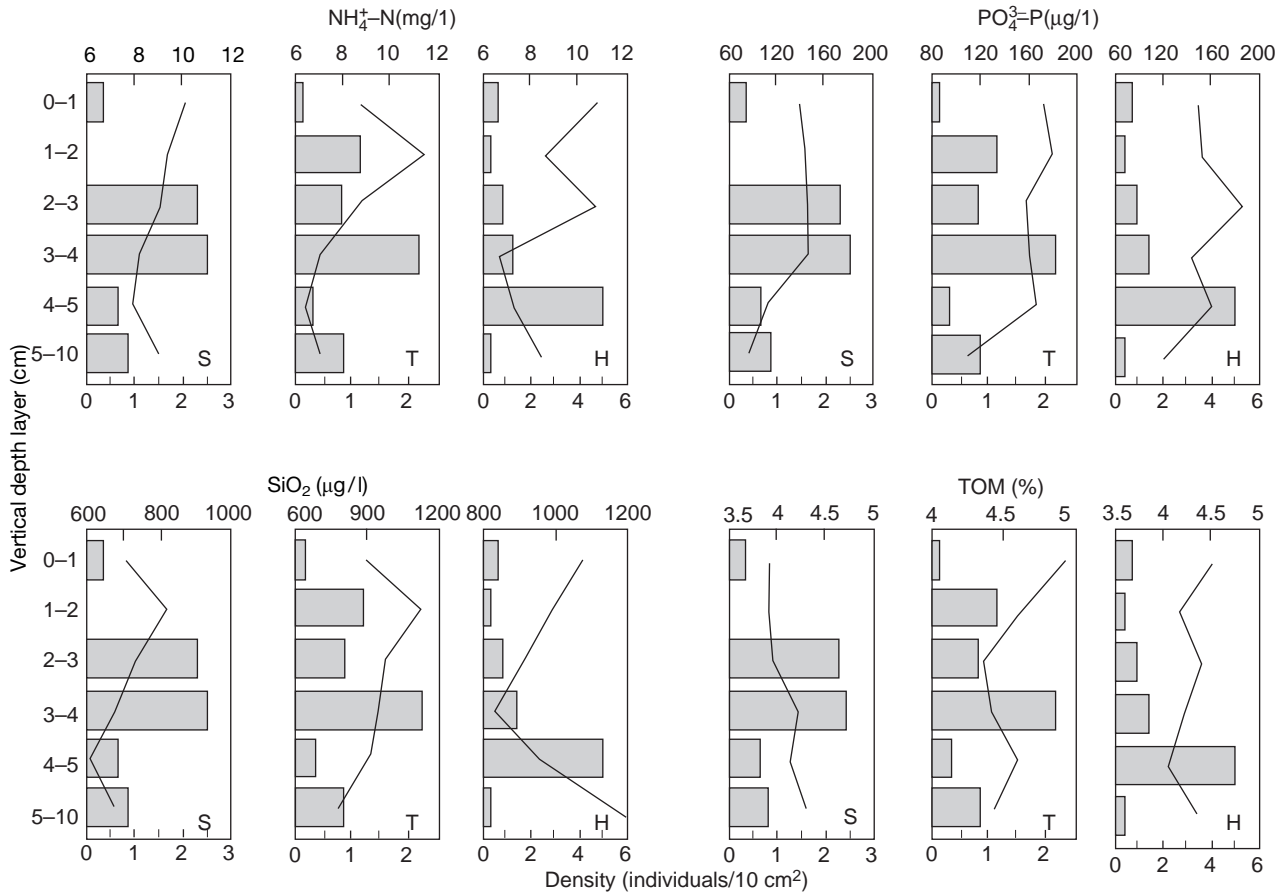 NH₄⁺–N(mg/1)
PO₄³⁻–P(μg/1)
6 8 10 12
6 8 10 12
6 8 10 12
60 120 160 200
80 120 160 200
60 120 160 200
0–1
1–2
2–3
3–4
4–5
5–10
S
T
H
S
T
H
0 1 2 3
0 1 2
0 2 4 6
0 1 2 3
0 1 2
0 2 4 6
Vertical depth layer (cm)
SiO₂ (μg/l)
TOM (%)
600 800 1000
600 900 1200
800 1000 1200
3.5 4 4.5 5
4 4.5 5
3.5 4 4.5 5
0–1
1–2
2–3
3–4
4–5
5–10
S
T
H
S
T
H
0 1 2 3
0 1 2
0 2 4 6
0 1 2 3
0 1 2
0 2 4 6
Density (individuals/10 cm²)